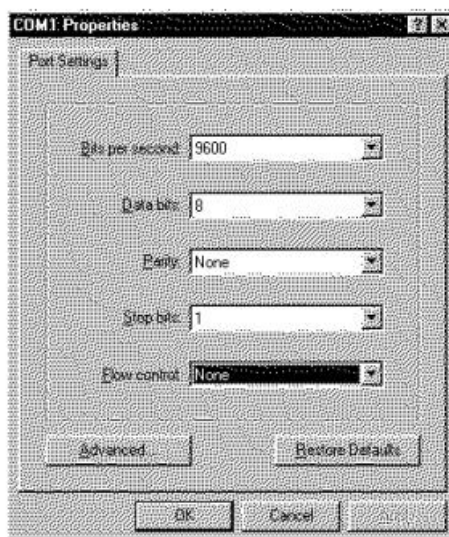 COM1 Properties
Port Settings
Bits per second: 9600
Data bits: 8
Parity: None
Stop bits: 1
Flow control: None
Advanced...
Restore Defaults
OK
Cancel